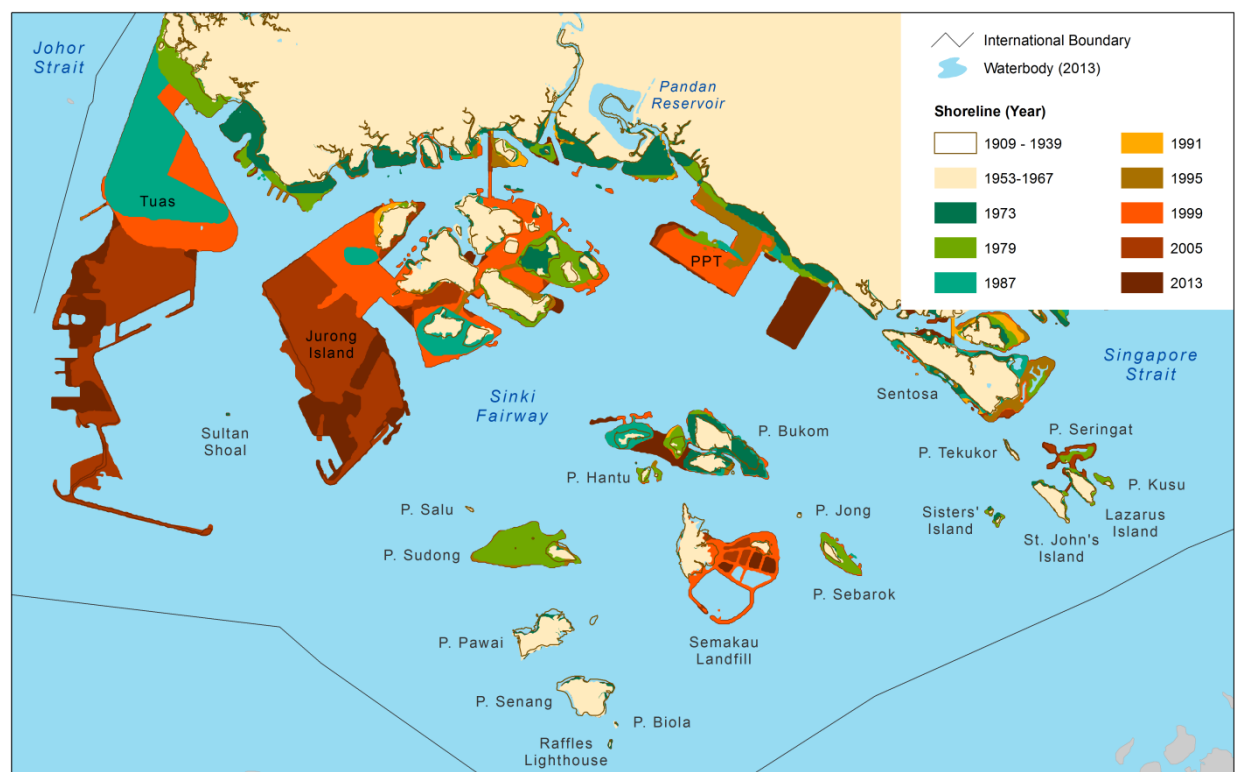 Johor
Strait
International Boundary
Waterbody (2013)
Pandan
Reservoir
Shoreline (Year)
1909 - 1939
1953-1967
1973
1979
1987
1991
1995
1999
2005
2013
Tuas
PPT
Jurong
Island
Singapore
Strait
Sinki
Fairway
Sentosa
Sultan
Shoal
P. Bukom
P. Seringat
P. Tekukor
P. Hantu
P. Kusu
P. Salu
P. Jong
Sisters'
Island
Lazarus
Island
St. John's
Island
P. Sudong
P. Sebarok
P. Pawai
Semakau
Landfill
P. Senang
P. Biola
Raffles
Lighthouse